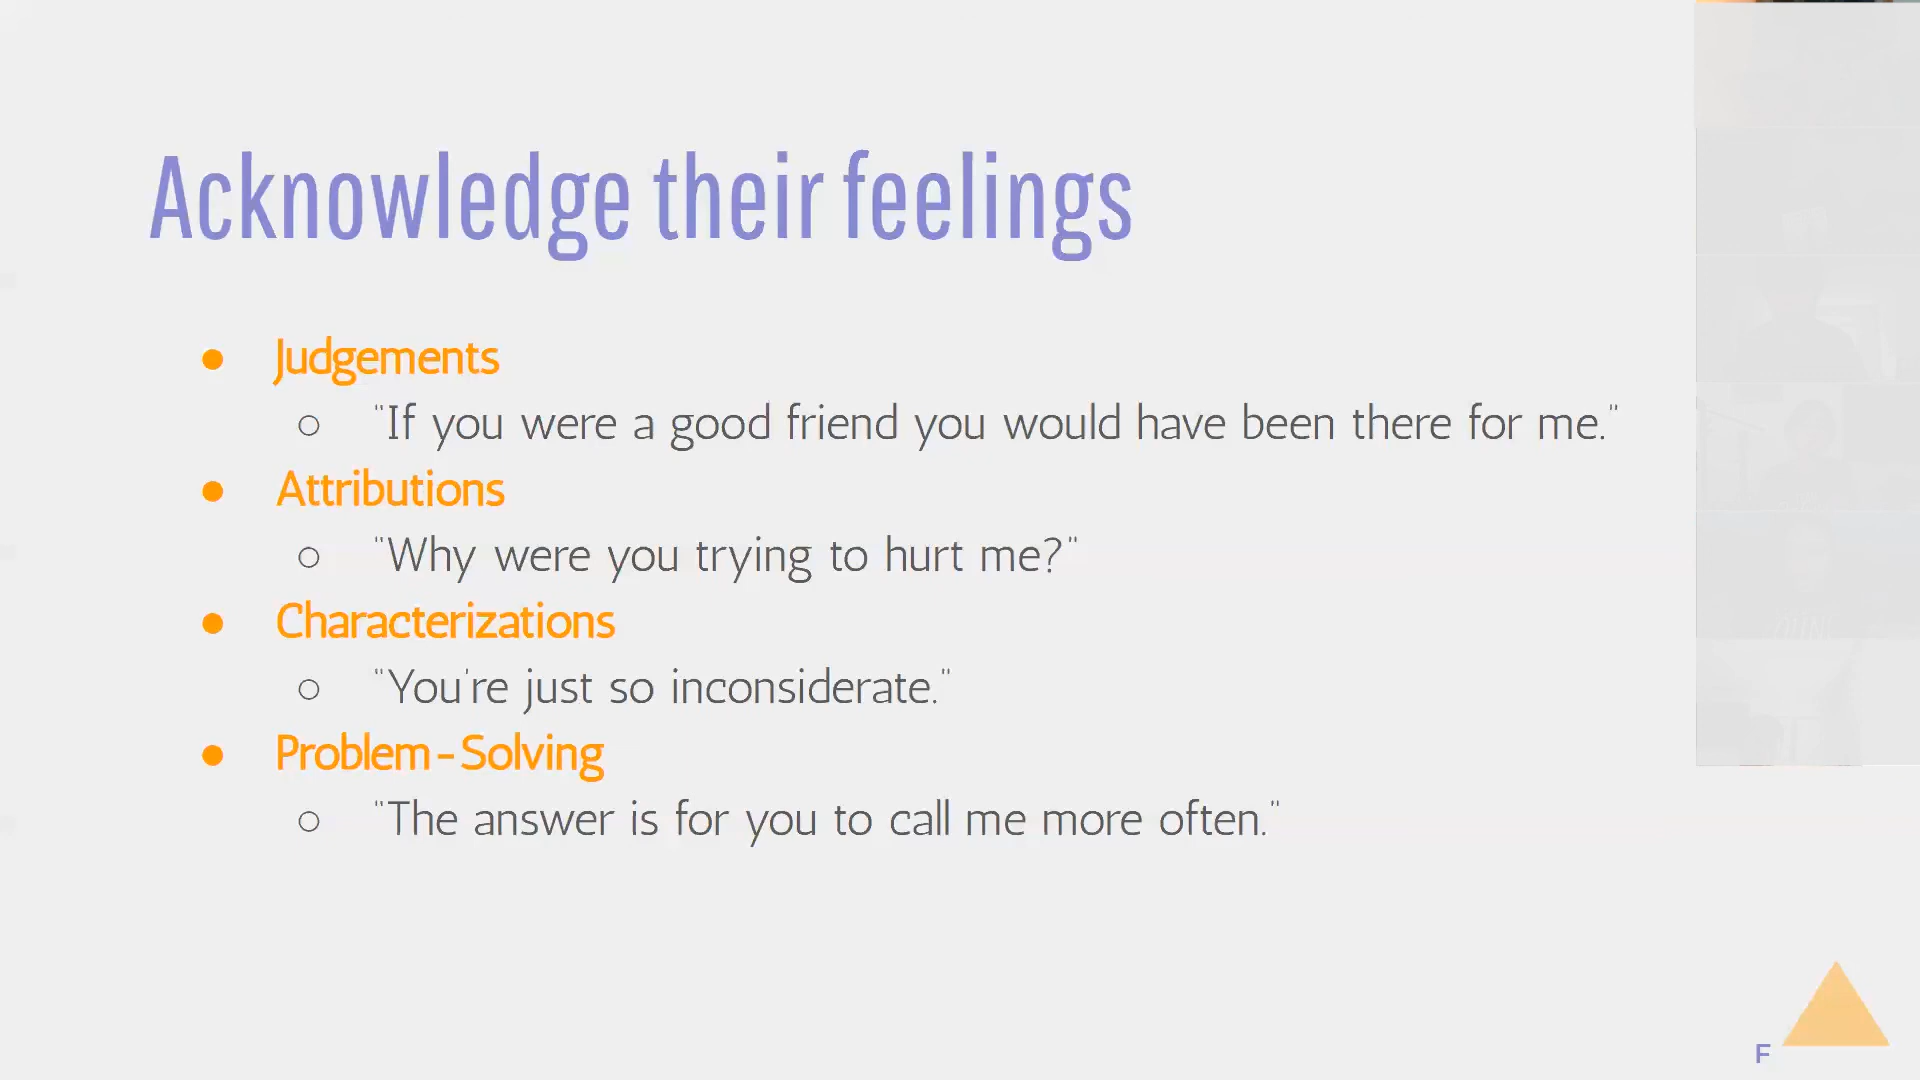 Acknowledge their feelings
● Judgements
○ "If you were a good friend you would have been there for me."
● Attributions
○ "Why were you trying to hurt me?"
● Characterizations
○ "You're just so inconsiderate."
● Problem-Solving
○ "The answer is for you to call me more often."
F